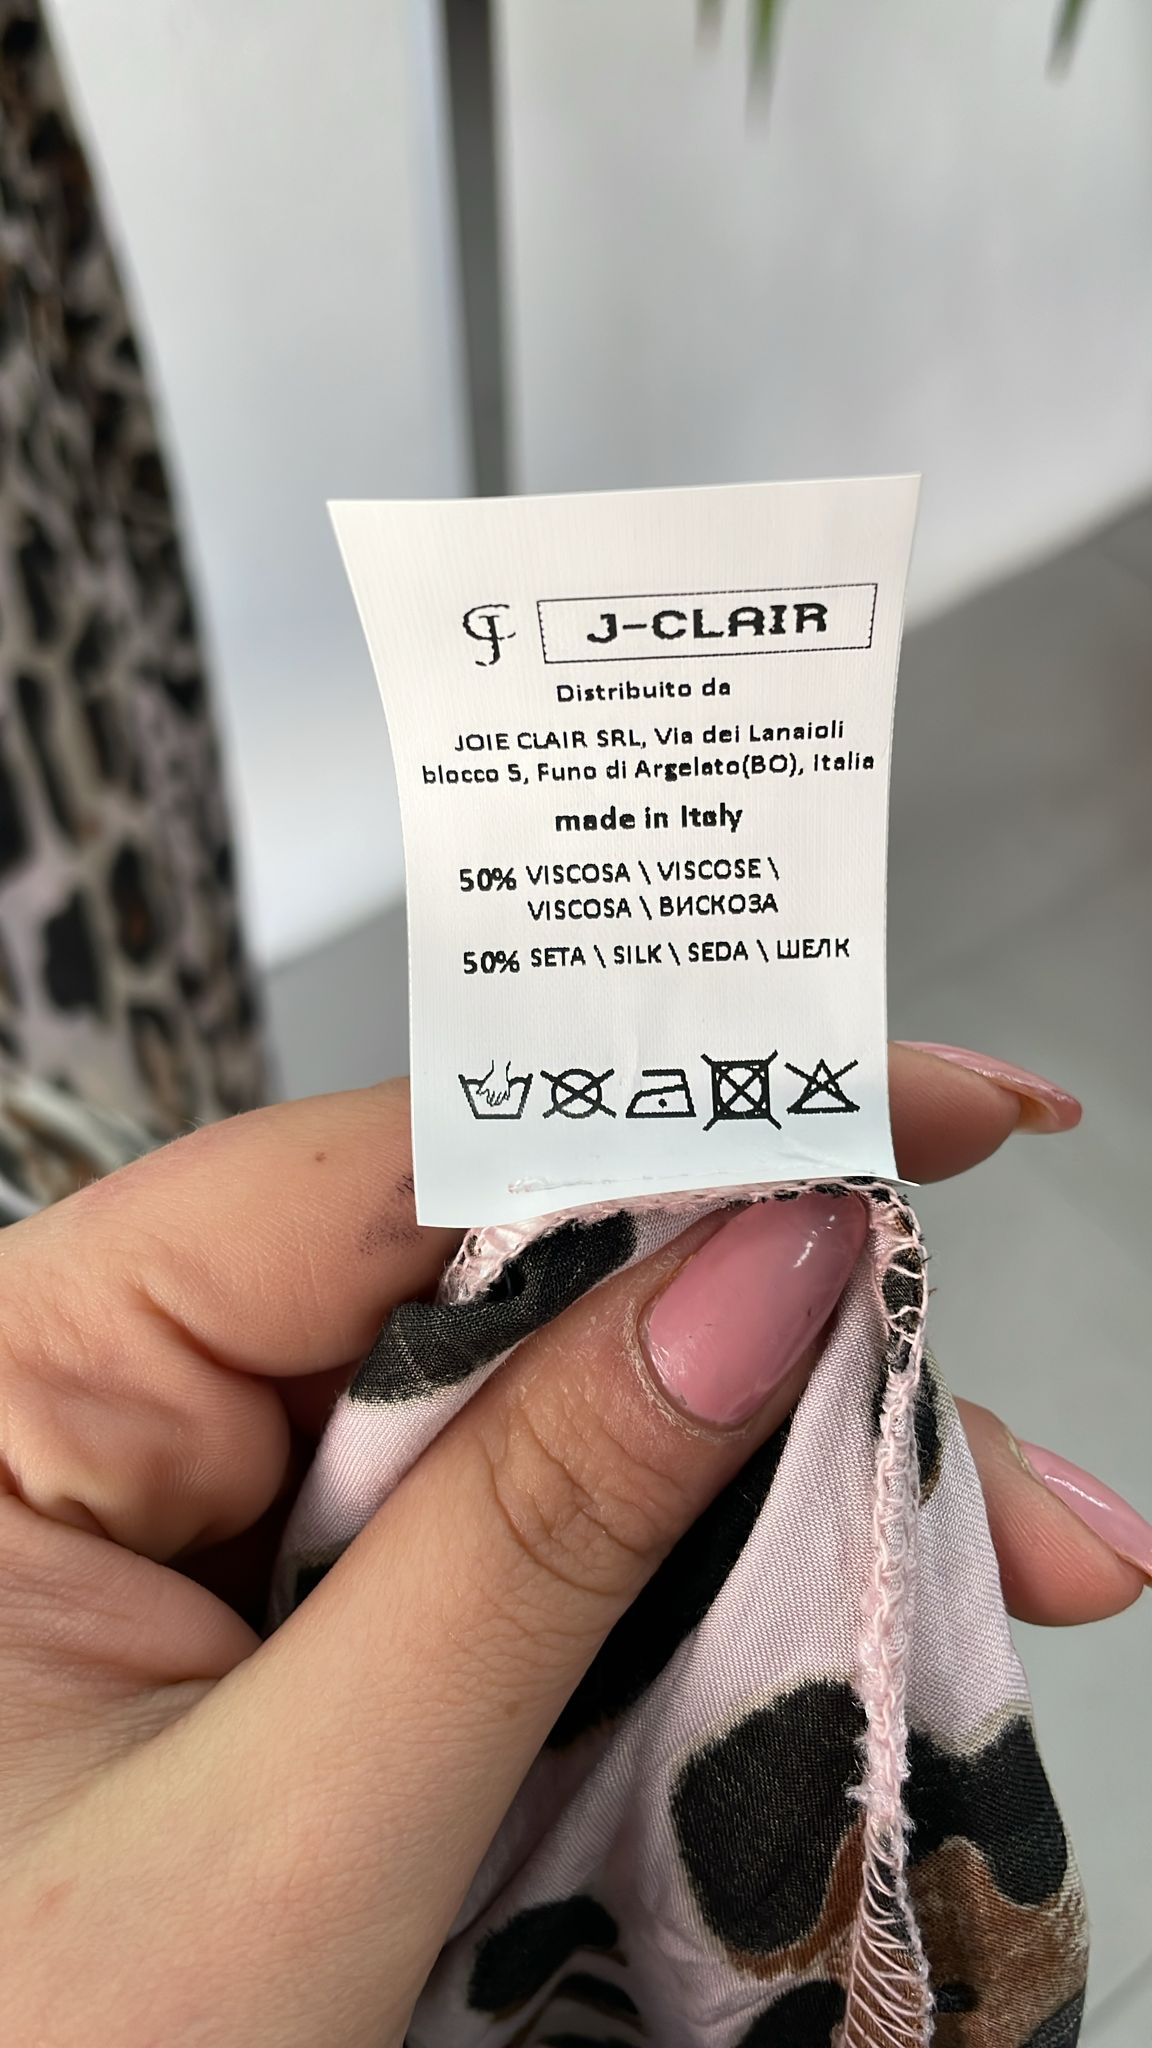 CJ J-CLAIR
Distribuito da
JOIE CLAIR SRL, Via dei Lanaioli
blocco 5, Funo di Argelato(BO), Italia
made in Italy
50% VISCOSA \ VISCOSE \
VISCOSA \ ВИСКОЗА
50% SETA \ SILK \ SEDA \ ШЕЛК